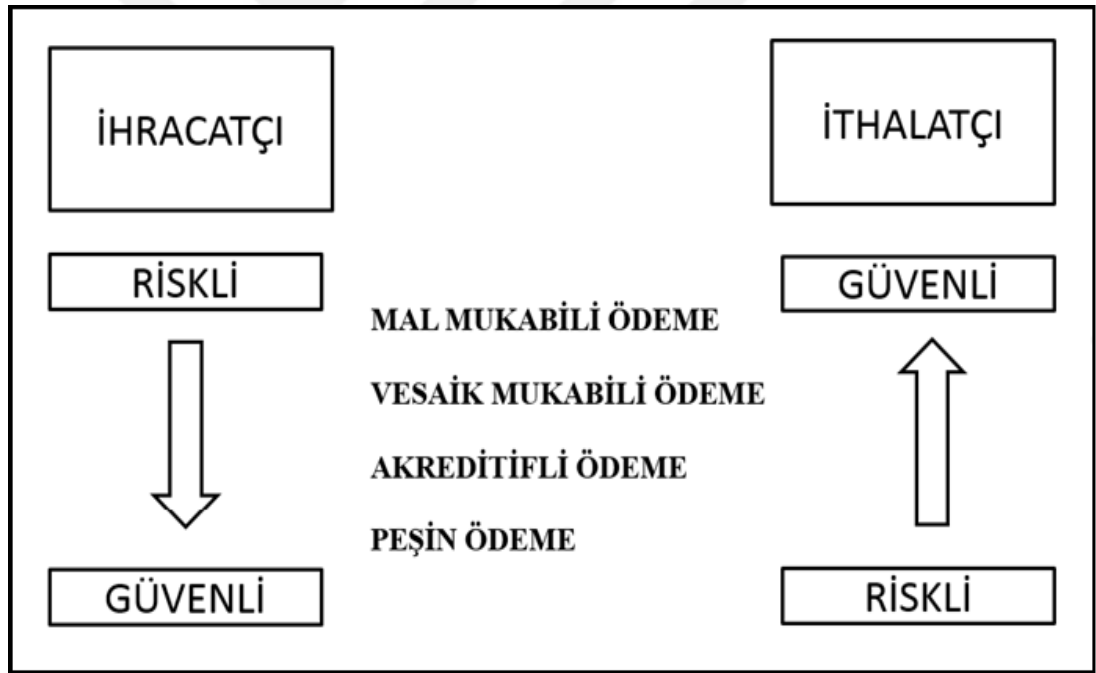 İHRACATÇI
İTHALATÇI
RİSKLİ
GÜVENLİ
MAL MUKABİLİ ÖDEME
VESAİK MUKABİLİ ÖDEME
AKREDİTİFLİ ÖDEME
PEŞİN ÖDEME
GÜVENLİ
RİSKLİ